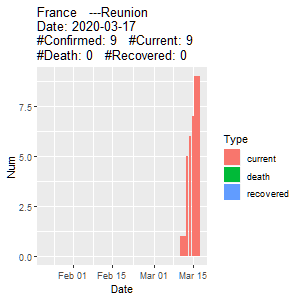 France   ---Reunion
Date: 2020-03-17
#Confirmed: 9   #Current: 9
#Death: 0   #Recovered: 0
7.5
5.0
2.5
0.0
Num
Feb 01
Feb 15
Mar 01
Mar 15
Date
Type
current
death
recovered